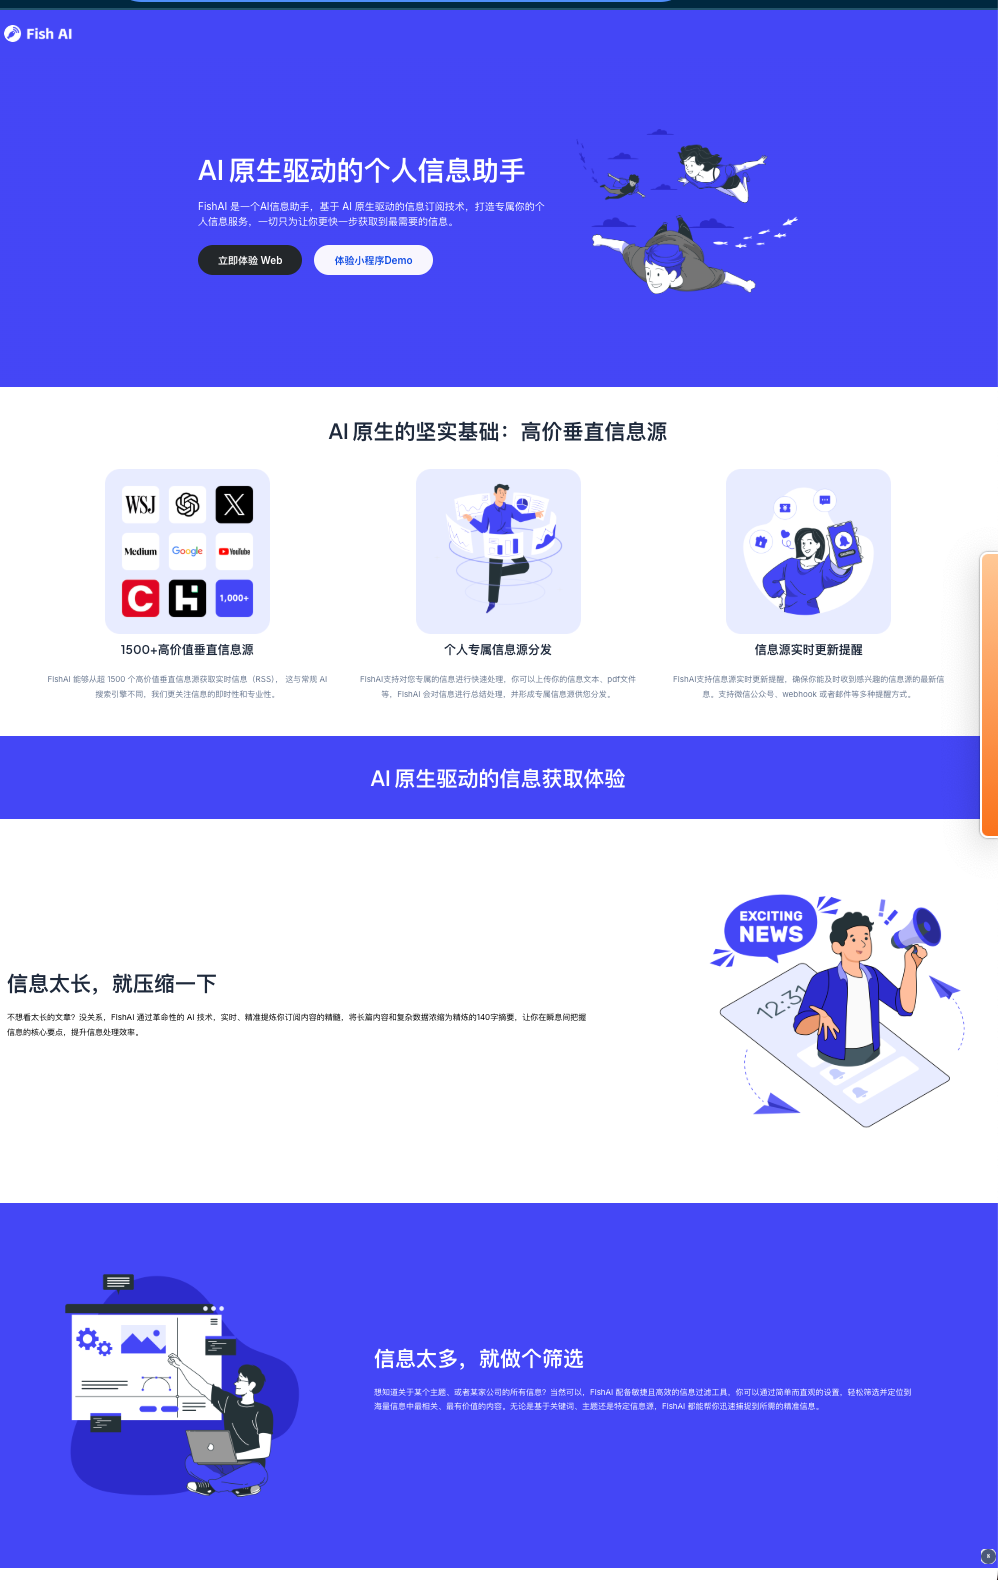 Fish AI
AI 原生驱动的个人信息助手
FishAI 是一个AI信息助手，基于 AI 原生驱动的信息订阅技术，打造专属你的个
人信息服务，一切只为让你更快一步获取到最需要的信息。
立即体验 Web
体验小程序Demo
AI 原生的坚实基础：高价垂直信息源
WSJ
Medium
Google
YouTube
1,000+
1500+高价值垂直信息源
FishAI 能够从超 1500 个高价值垂直信息源获取实时信息（RSS）， 这与常规 AI
搜索引擎不同，我们更关注信息的即时性和专业性。
个人专属信息源分发
FishAI支持对您专属的信息进行快速处理，你可以上传你的信息文本、pdf文件
等，FishAI 会对信息进行总结处理，并形成专属信息源供您分发。
信息源实时更新提醒
FishAI支持信息源实时更新提醒，确保你能及时收到感兴趣的信息源的最新信
息。支持微信公众号、webhook 或者邮件等多种提醒方式。
AI 原生驱动的信息获取体验
EXCITING
NEWS
12:31
信息太长，就压缩一下
不想看太长的文章？没关系，FishAI 通过革命性的 AI 技术，实时、精准提炼你订阅内容的精髓，将长篇内容和复杂数据浓缩为精炼的140字摘要，让你在瞬息间把握
信息的核心要点，提升信息处理效率。
信息太多，就做个筛选
想知道关于某个主题、或者某家公司的所有信息？当然可以，FishAI 配备敏捷且高效的信息过滤工具，你可以通过简单而直观的设置，轻松筛选并定位到
海量信息中最相关、最有价值的内容。无论是基于关键词、主题还是特定信息源，FishAI 都能帮你迅速捕捉到所需的精准信息。